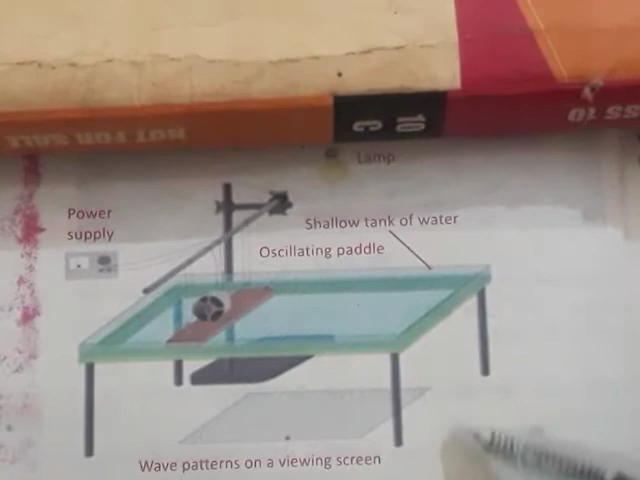 NOT FOR SALE
10
C
SS 10
Lamp
Power
supply
Shallow tank of water
Oscillating paddle
Wave patterns on a viewing screen